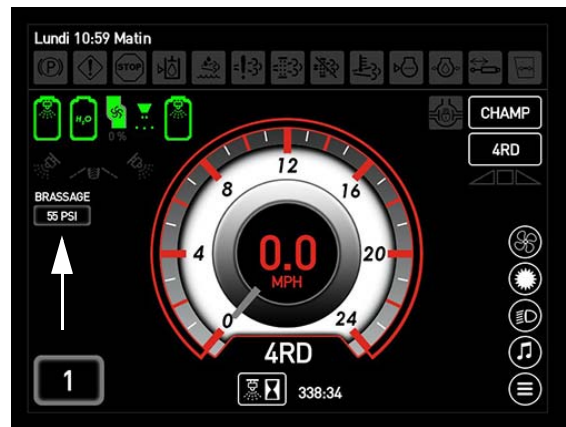 Lundi 10:59 Matin
(P)
STOP
H₂O
0 %
CHAMP
4RD
BRASSAGE
55 PSI
0
4
8
12
16
20
24
0.0
MPH
4RD
1
338:34